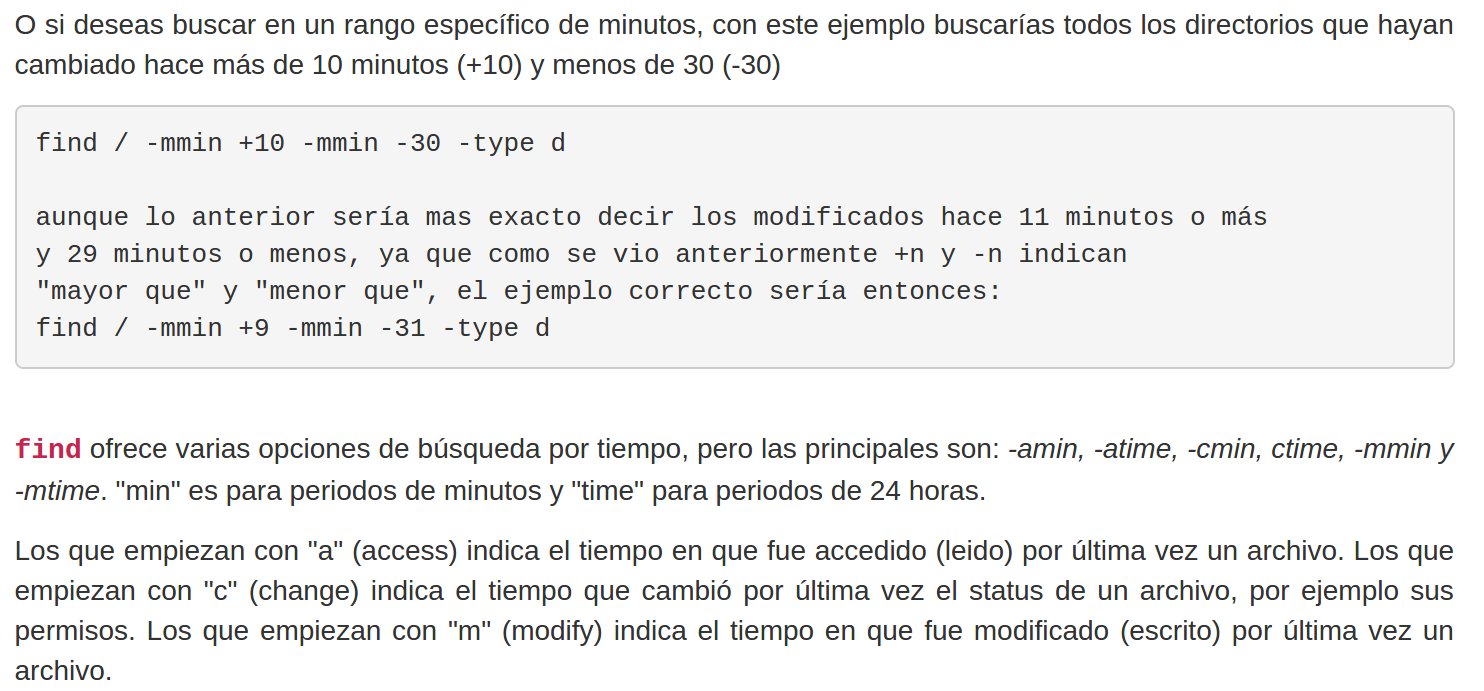 O si deseas buscar en un rango específico de minutos, con este ejemplo buscarías todos los directorios que hayan
cambiado hace más de 10 minutos (+10) y menos de 30 (-30)
find / -mmin +10 -mmin -30 -type d
aunque lo anterior sería mas exacto decir los modificados hace 11 minutos o más
y 29 minutos o menos, ya que como se vio anteriormente +n y -n indican
"mayor que" y "menor que", el ejemplo correcto sería entonces:
find / -mmin +9 -mmin -31 -type d
find ofrece varias opciones de búsqueda por tiempo, pero las principales son: -amin, -atime, -cmin, ctime, -mmin y
-mtime. "min" es para periodos de minutos y "time" para periodos de 24 horas.
Los que empiezan con "a" (access) indica el tiempo en que fue accedido (leido) por última vez un archivo. Los que
empiezan con "c" (change) indica el tiempo que cambió por última vez el status de un archivo, por ejemplo sus
permisos. Los que empiezan con "m" (modify) indica el tiempo en que fue modificado (escrito) por última vez un
archivo.